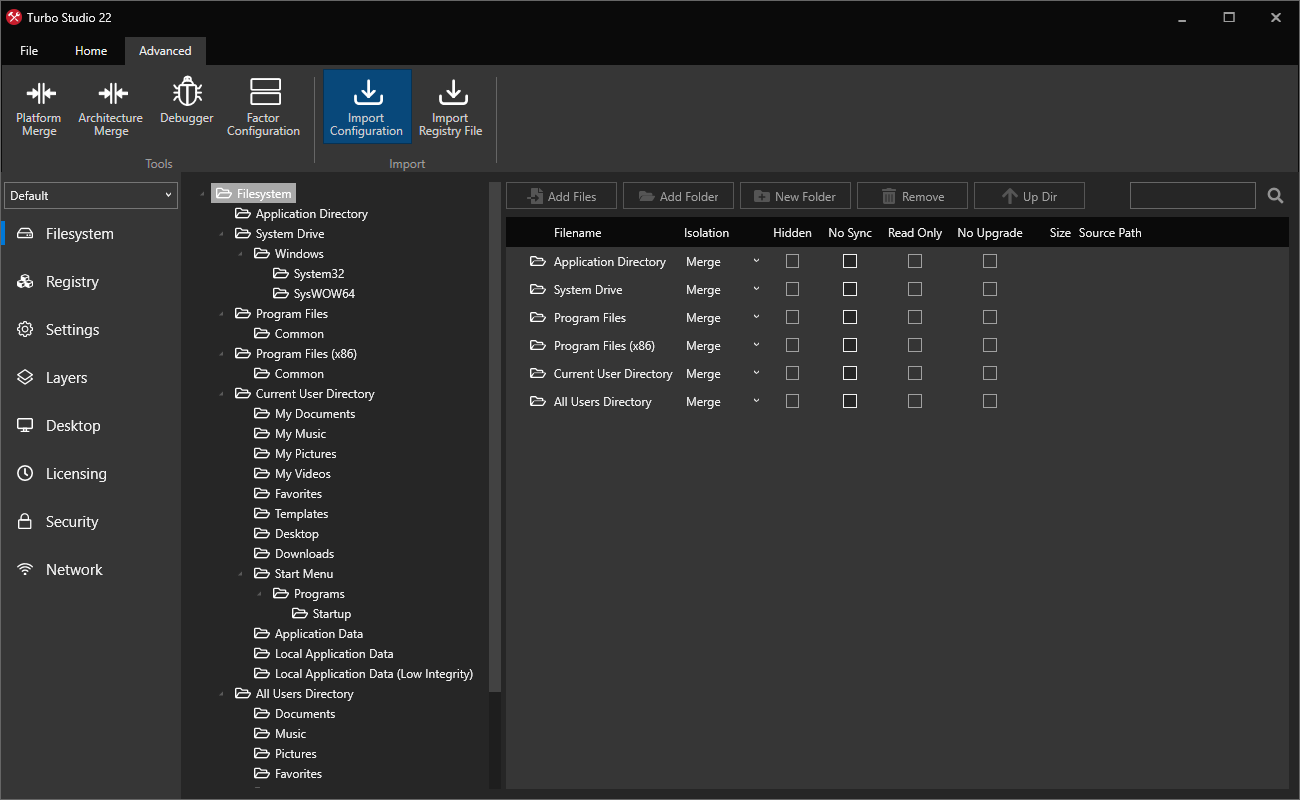 Turbo Studio 22
File Home Advanced
Platform Merge
Architecture Merge
Debugger
Factor Configuration
Import Configuration
Import Registry File
Tools
Import
Default
Filesystem
Registry
Settings
Layers
Desktop
Licensing
Security
Network
Filesystem
Application Directory
System Drive
Windows
System32
SysWOW64
Program Files
Common
Program Files (x86)
Common
Current User Directory
My Documents
My Music
My Pictures
My Videos
Favorites
Templates
Desktop
Downloads
Start Menu
Programs
Startup
Application Data
Local Application Data
Local Application Data (Low Integrity)
All Users Directory
Documents
Music
Pictures
Favorites
Add Files Add Folder New Folder Remove Up Dir
Filename Isolation Hidden No Sync Read Only No Upgrade Size Source Path
Application Directory Merge
System Drive Merge
Program Files Merge
Program Files (x86) Merge
Current User Directory Merge
All Users Directory Merge